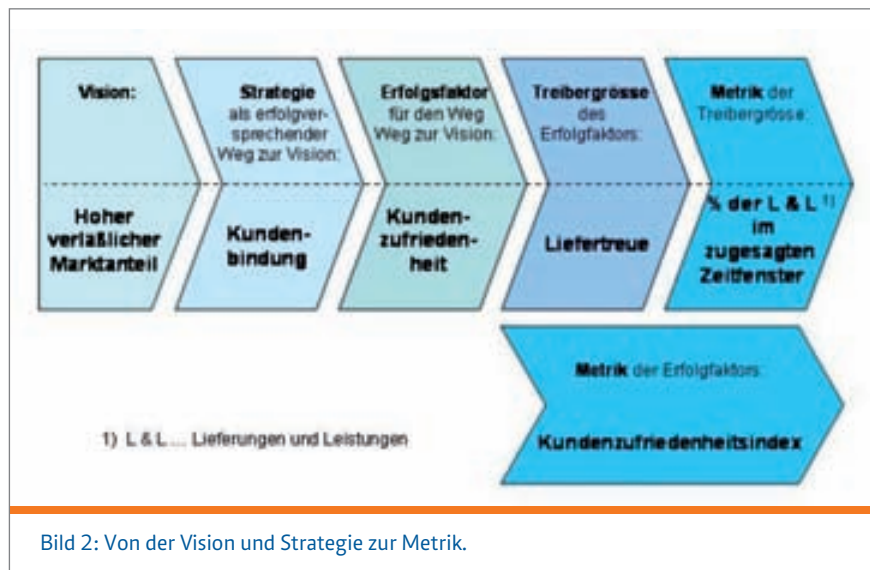 Vision:
Hoher
verläßlicher
Marktanteil
Strategie
als erfolgver-
sprechender
Weg zur Vision:
Kunden-
bindung
Erfolgsfaktor
für den Weg
Weg zur Vision:
Kunden-
zufrieden-
heit
Treibergrösse
des
Erfolgfaktors:
Liefertreue
Metrik der
Treibergrösse:
% der L & L 1)
im
zugesagten
Zeitfenster
Metrik der Erfolgfaktors:
Kundenzufriedenheitsindex
1) L & L ... Lieferungen und Leistungen
Bild 2: Von der Vision und Strategie zur Metrik.